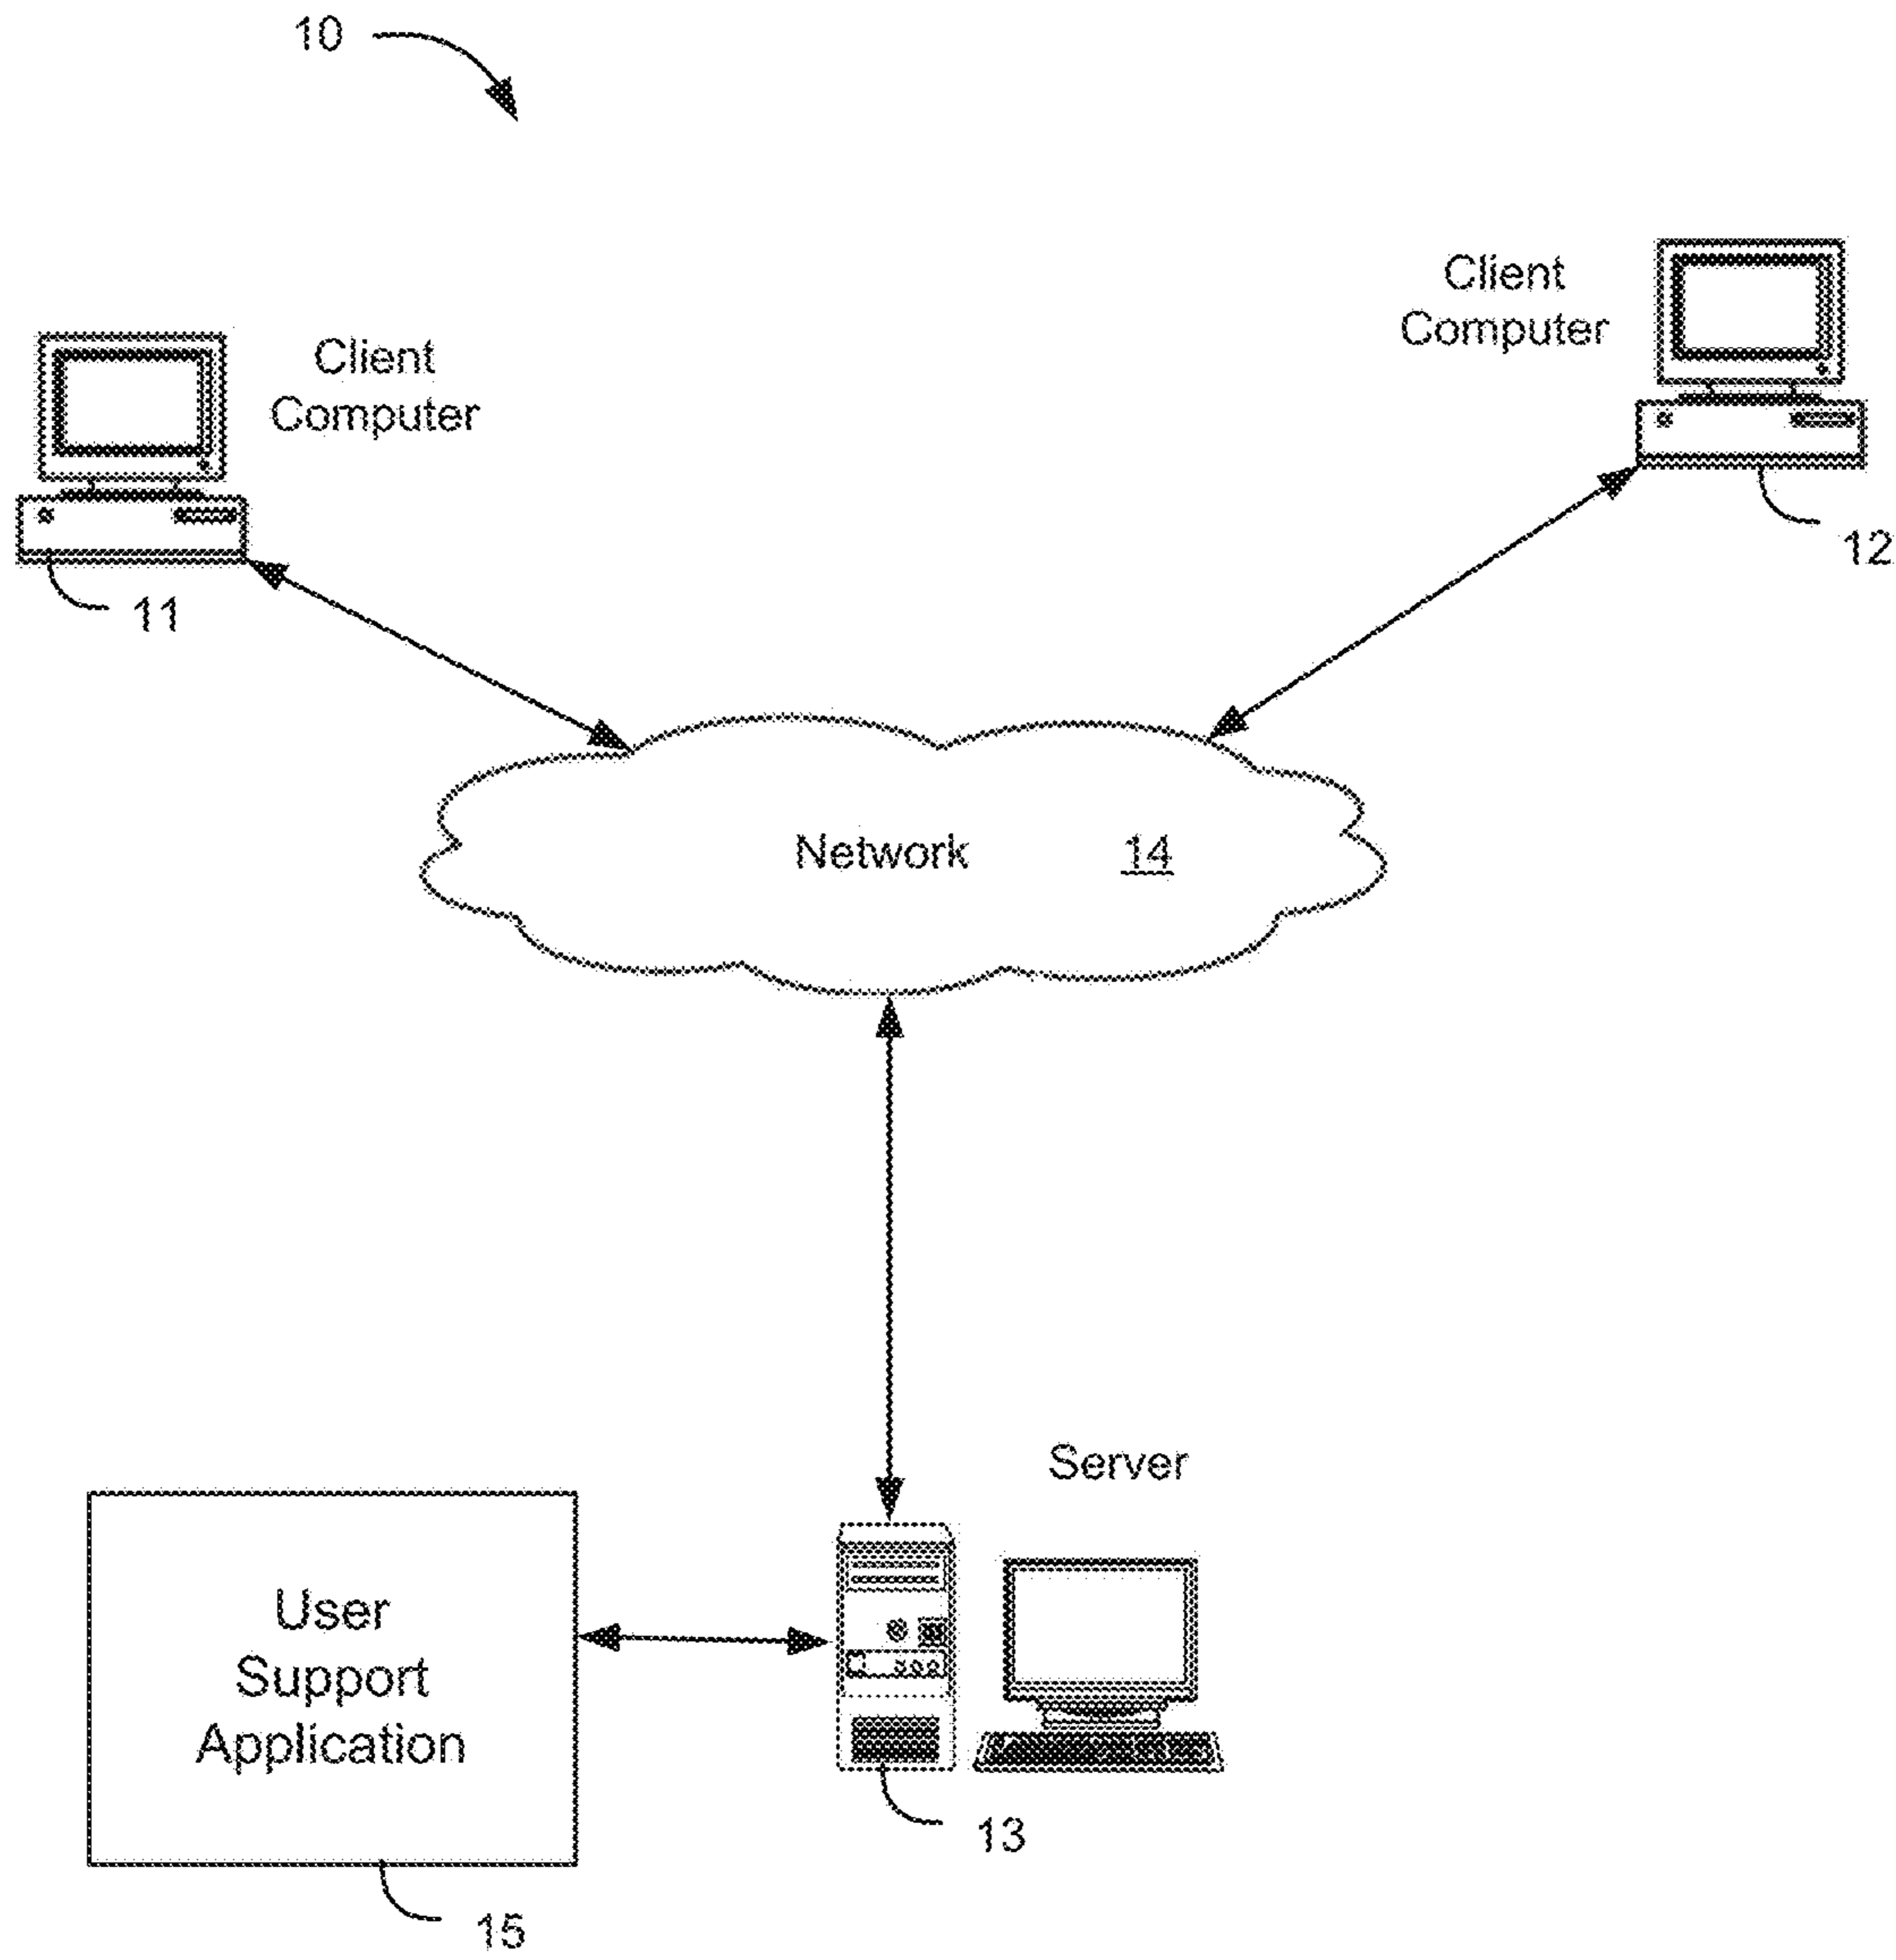 10
Client
Computer
12
Client
Computer
11
Network 14
Server
User
Support
Application
13
15